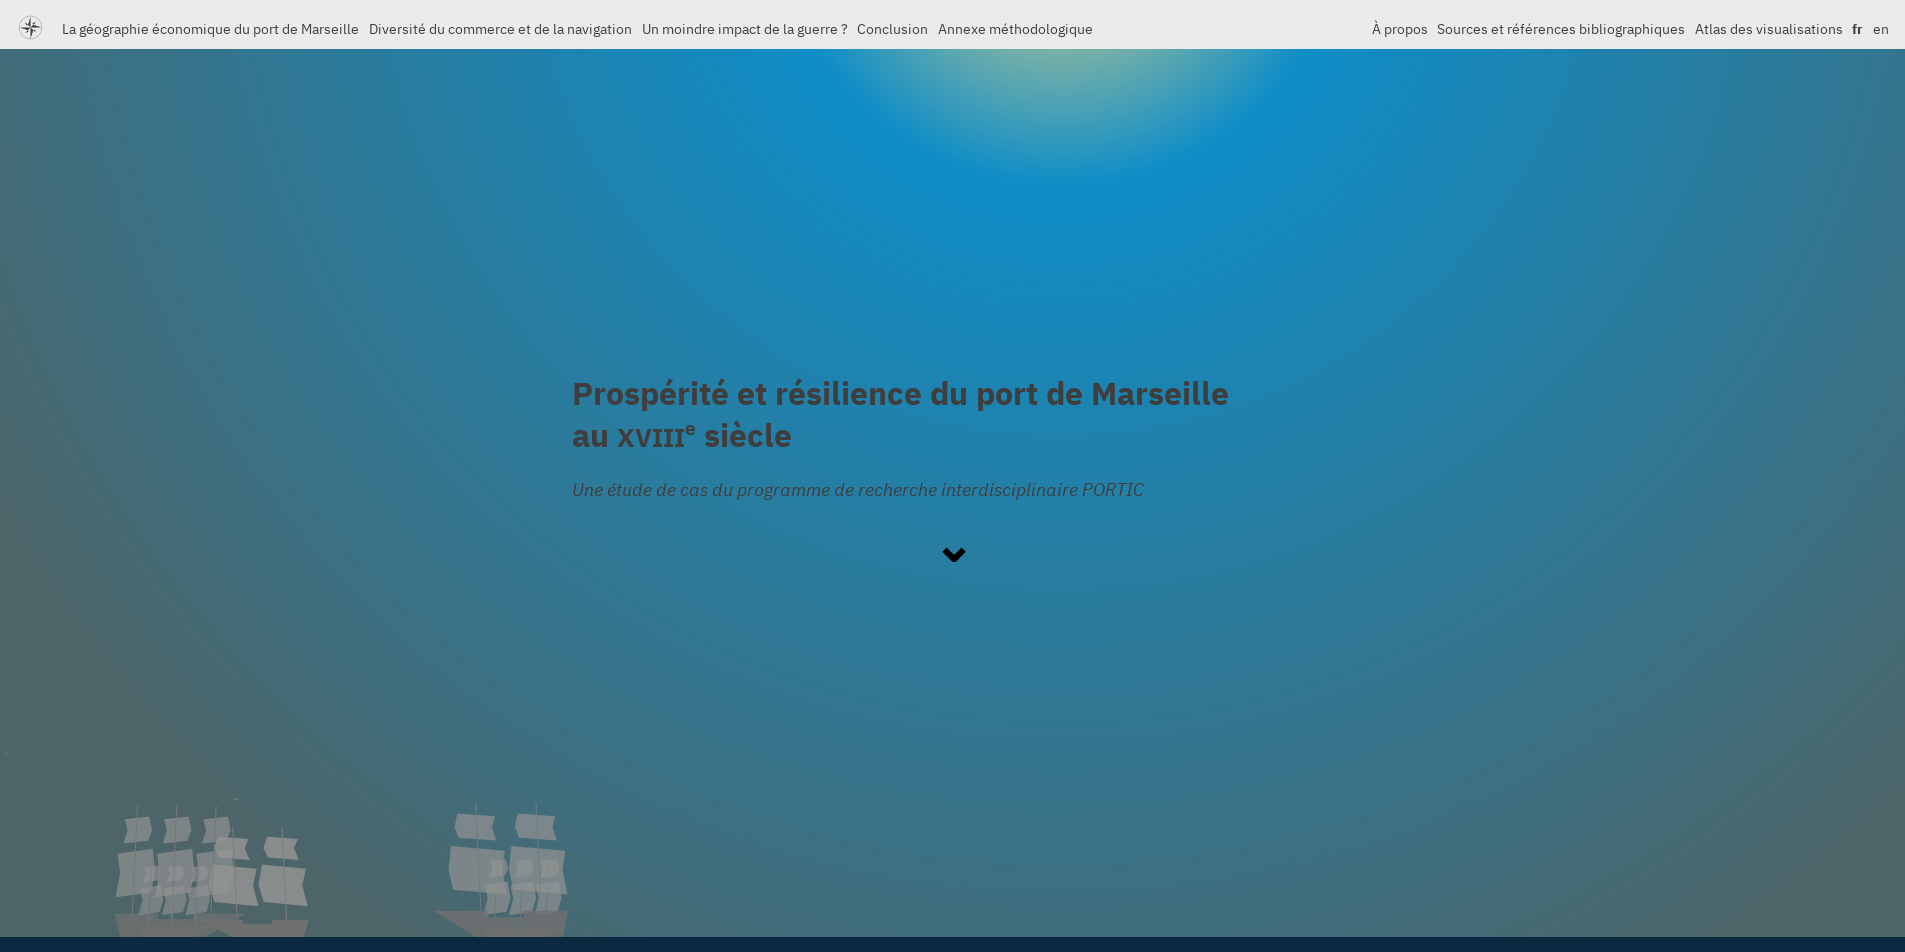 La géographie économique du port de Marseille Diversité du commerce et de la navigation Un moindre impact de la guerre ? Conclusion Annexe méthodologique À propos Sources et références bibliographiques Atlas des visualisations fr en
Prospérité et résilience du port de Marseille
au XVIIIe siècle
Une étude de cas du programme de recherche interdisciplinaire PORTIC